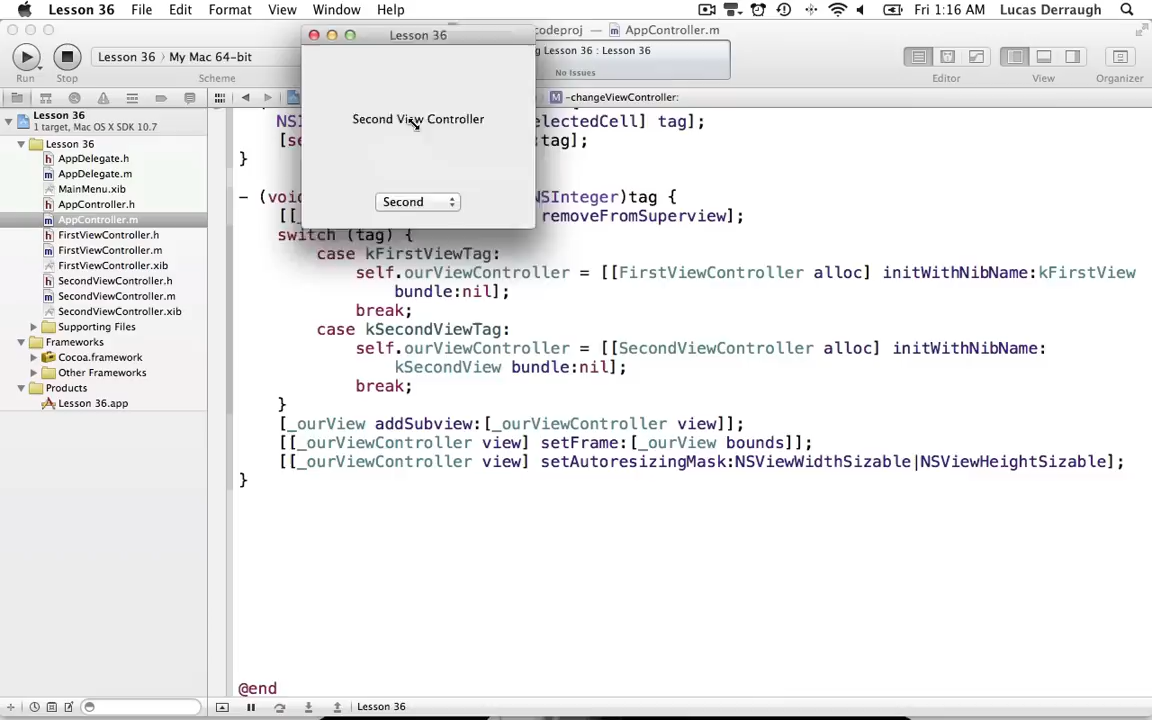 Lesson 36 File Edit Format View Window Help Fri 1:16 AM Lucas Derraugh
Lesson 36
codeproj — AppController.m
Lesson 36 My Mac 64-bit
Lesson 36 : Lesson 36
No Issues
Run Stop Scheme Editor View Organizer
-changeViewController:
Lesson 36
1 target, Mac OS X SDK 10.7
Lesson 36
AppDelegate.h
AppDelegate.m
MainMenu.xib
AppController.h
AppController.m
FirstViewController.h
FirstViewController.m
FirstViewController.xib
SecondViewController.h
SecondViewController.m
SecondViewController.xib
Supporting Files
Frameworks
Cocoa.framework
Other Frameworks
Products
Lesson 36.app
Second View Controller
Second
electedCell] tag];
:tag];
}
- (void NSInteger)tag {
removeFromSuperview];
switch (tag) {
case kFirstViewTag:
self.ourViewController = [[FirstViewController alloc] initWithNibName:kFirstView
bundle:nil];
break;
case kSecondViewTag:
self.ourViewController = [[SecondViewController alloc] initWithNibName:
kSecondView bundle:nil];
break;
}
[_ourView addSubview:[_ourViewController view]];
[[_ourViewController view] setFrame:[_ourView bounds]];
[[_ourViewController view] setAutoresizingMask:NSViewWidthSizable|NSViewHeightSizable];
}
@end
Lesson 36